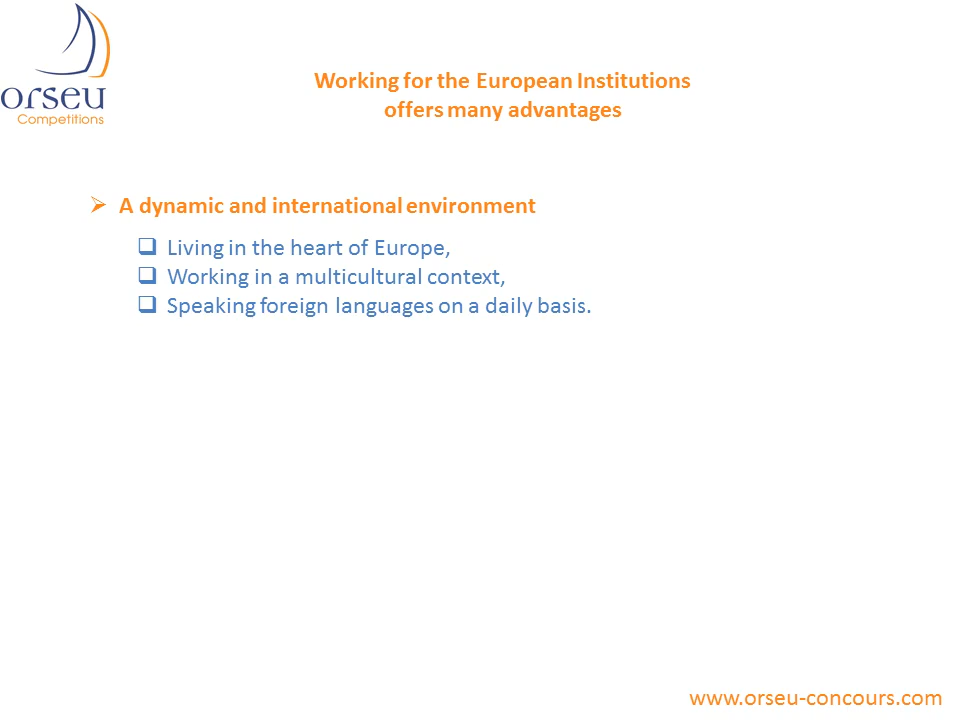 orseu
Competitions
Working for the European Institutions
offers many advantages
A dynamic and international environment
Living in the heart of Europe,
Working in a multicultural context,
Speaking foreign languages on a daily basis.
www.orseu-concours.com